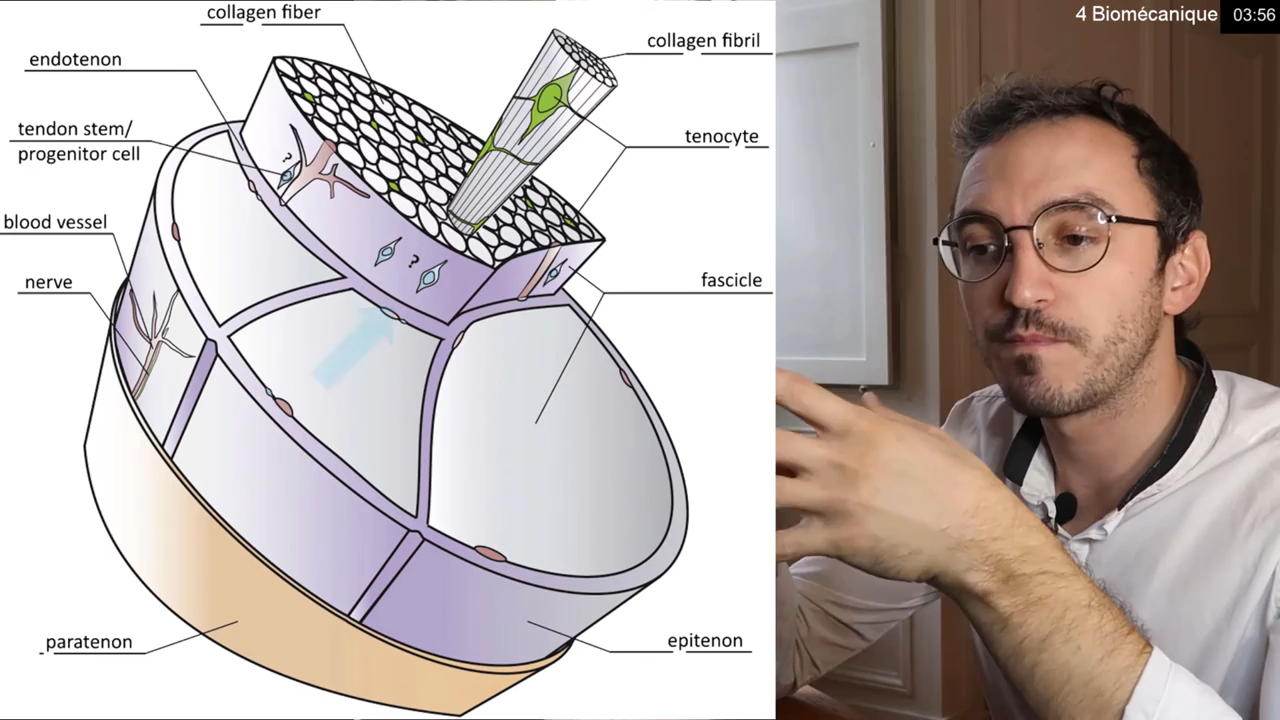 4 Biomécanique 03:56
collagen fiber
collagen fibril
endotenon
tendon stem/
progenitor cell
?
tenocyte
blood vessel
?
nerve
fascicle
paratenon
epitenon